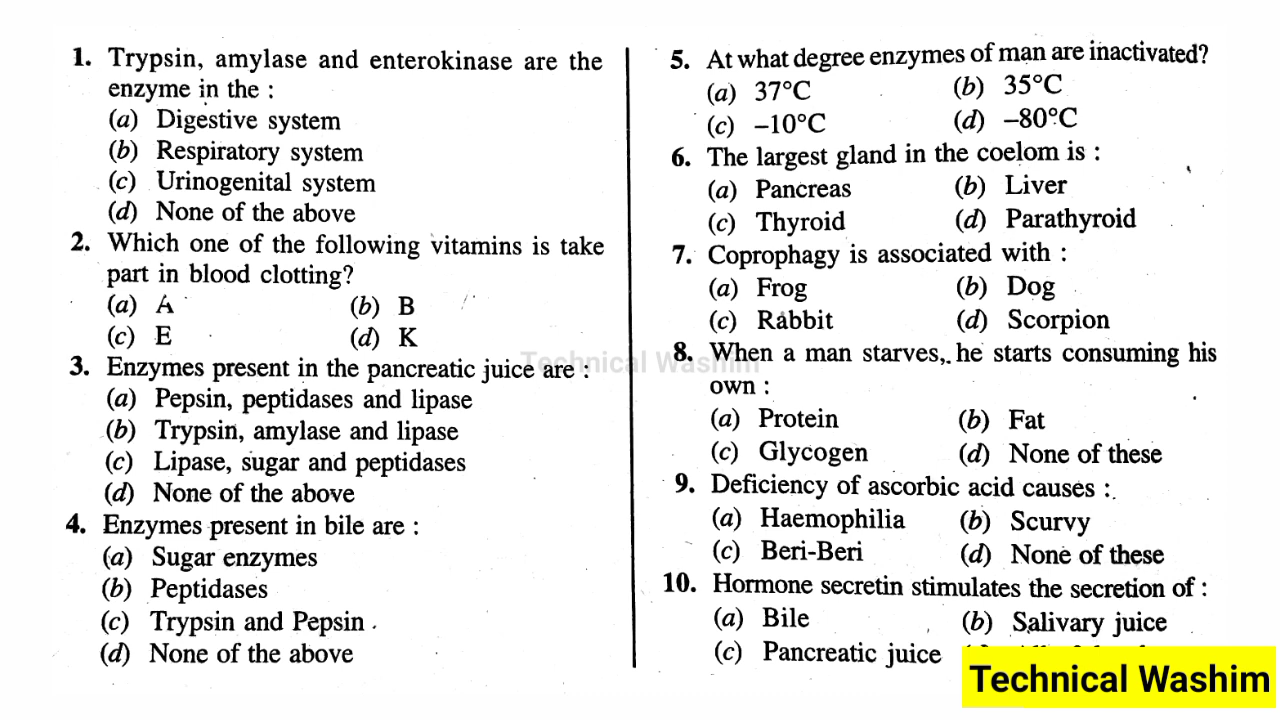 1. Trypsin, amylase and enterokinase are the
enzyme in the :
(a) Digestive system
(b) Respiratory system
(c) Urinogenital system
(d) None of the above
2. Which one of the following vitamins is take
part in blood clotting?
(a) A (b) B
(c) E (d) K
3. Enzymes present in the pancreatic juice are :
(a) Pepsin, peptidases and lipase
(b) Trypsin, amylase and lipase
(c) Lipase, sugar and peptidases
(d) None of the above
4. Enzymes present in bile are :
(a) Sugar enzymes
(b) Peptidases
(c) Trypsin and Pepsin
(d) None of the above
5. At what degree enzymes of man are inactivated?
(a) 37°C (b) 35°C
(c) –10°C (d) –80°C
6. The largest gland in the coelom is :
(a) Pancreas (b) Liver
(c) Thyroid (d) Parathyroid
7. Coprophagy is associated with :
(a) Frog (b) Dog
(c) Rabbit (d) Scorpion
8. When a man starves, he starts consuming his
own :
(a) Protein (b) Fat
(c) Glycogen (d) None of these
9. Deficiency of ascorbic acid causes :
(a) Haemophilia (b) Scurvy
(c) Beri-Beri (d) None of these
10. Hormone secretin stimulates the secretion of :
(a) Bile (b) Salivary juice
(c) Pancreatic juice
Technical Washim
Technical Washim